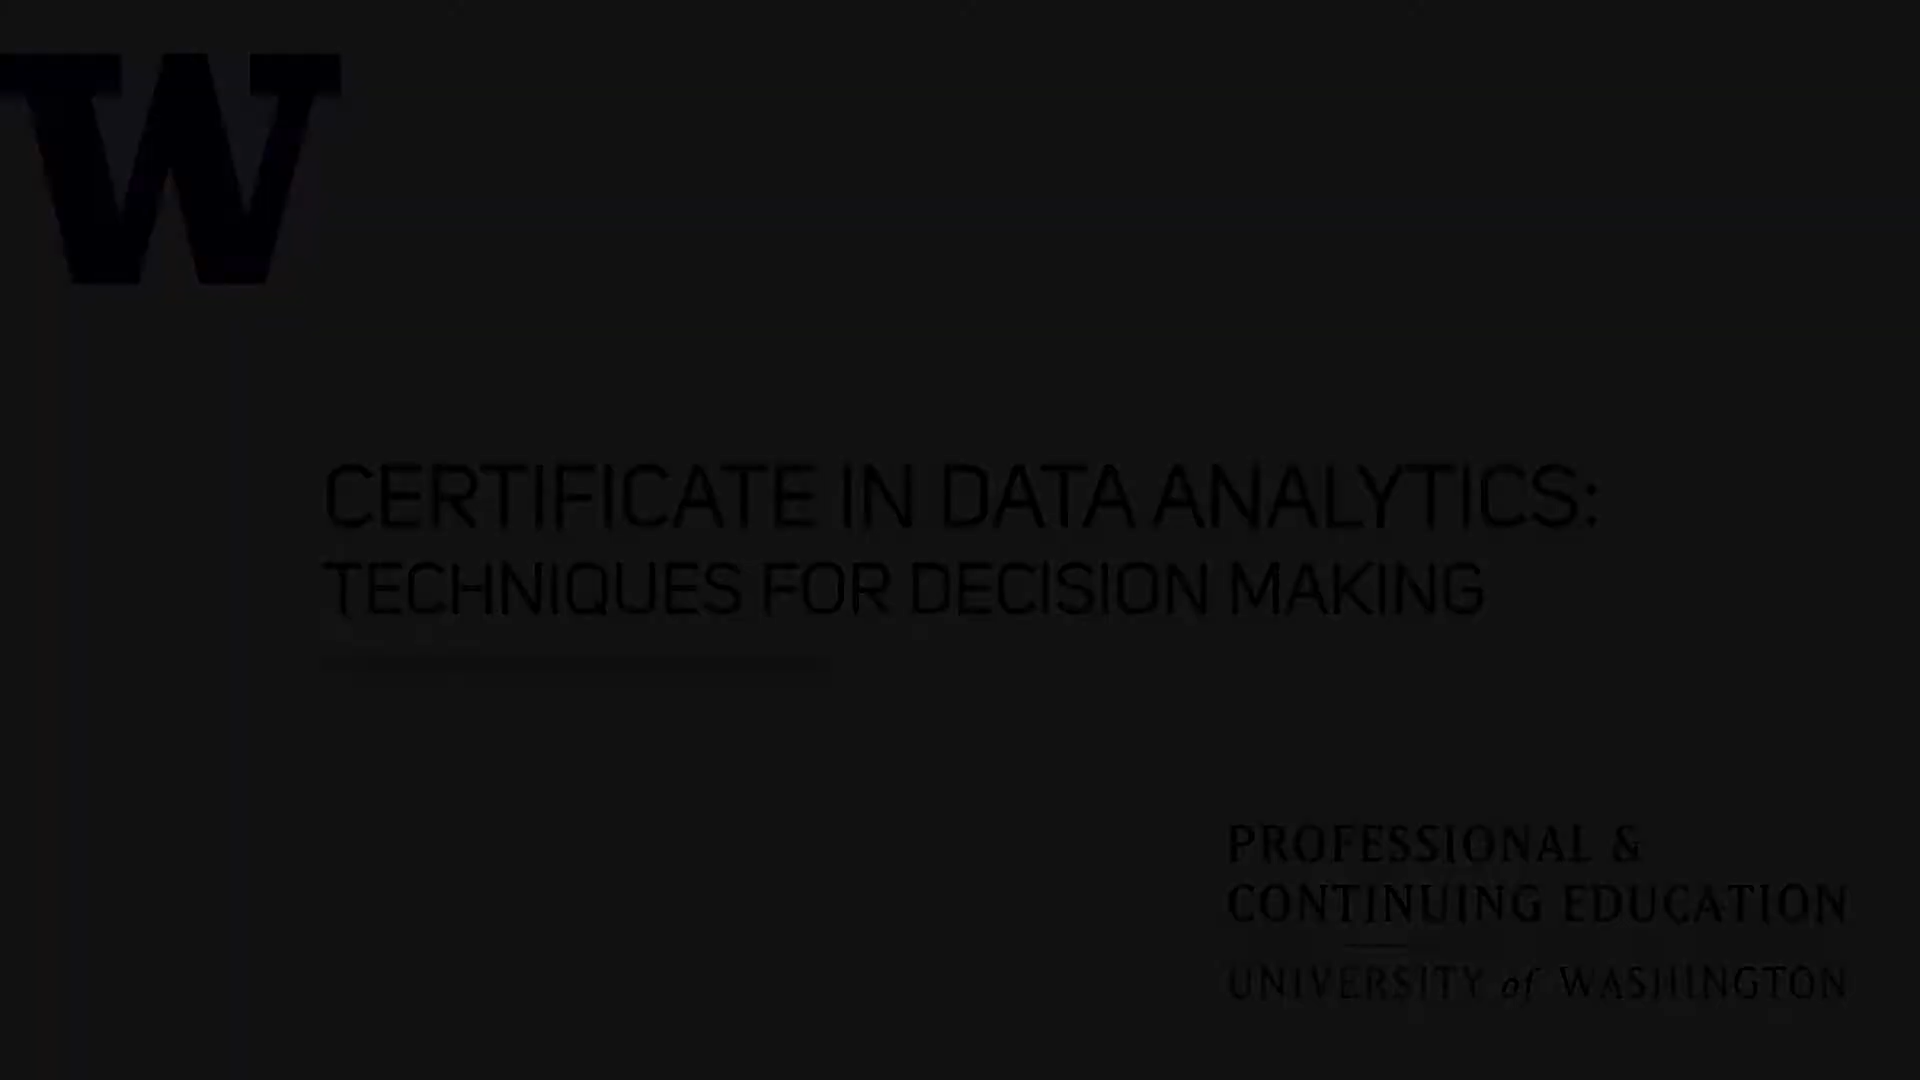 W
CERTIFICATE IN DATA ANALYTICS:
TECHNIQUES FOR DECISION MAKING
PROFESSIONAL &
CONTINUING EDUCATION
UNIVERSITY of WASHINGTON